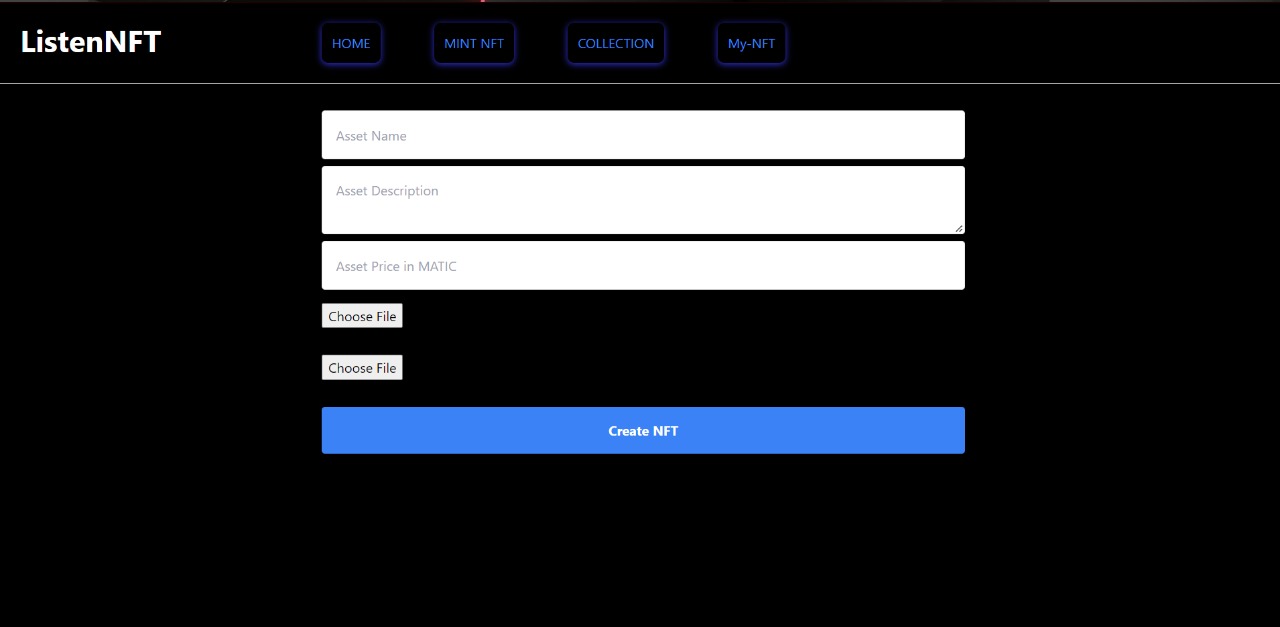 ListenNFT
HOME
MINT NFT
COLLECTION
My-NFT
Asset Name
Asset Description
Asset Price in MATIC
Choose File
Choose File
Create NFT